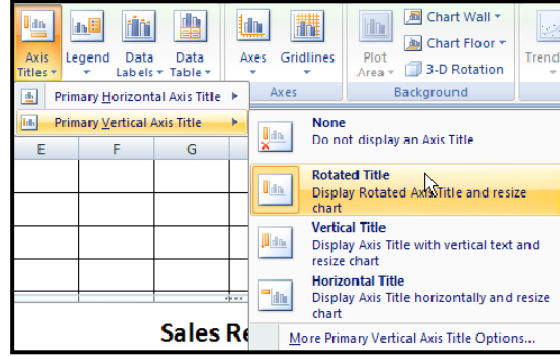 Axis Titles Legend Data Labels Data Table Axes Gridlines Plot Area Chart Wall
Chart Floor
3-D Rotation
Trend
Primary Horizontal Axis Title
Axes Background
Primary Vertical Axis Title
None
Do not display an Axis Title
E F G
Rotated Title
Display Rotated Axis Title and resize
chart
Vertical Title
Display Axis Title with vertical text and
resize chart
Horizontal Title
Display Axis Title horizontally and resize
chart
Sales Re
More Primary Vertical Axis Title Options...